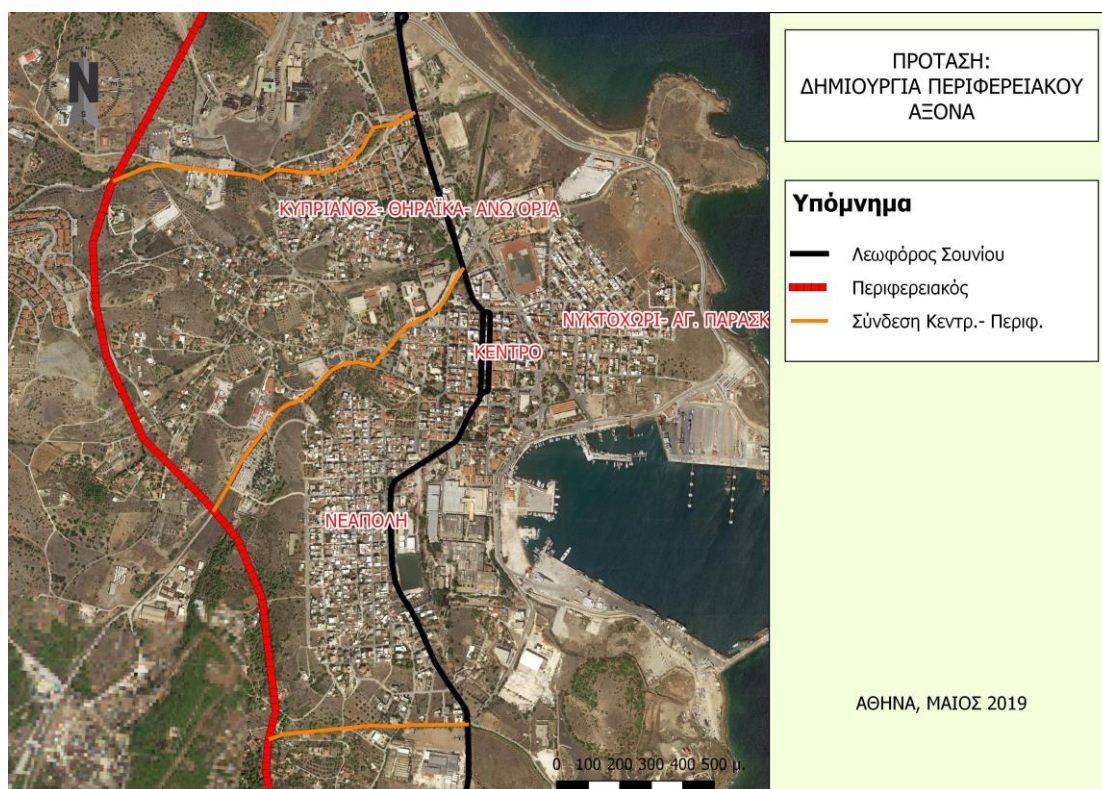 ΠΡΟΤΑΣΗ:
ΔΗΜΙΟΥΡΓΙΑ ΠΕΡΙΦΕΡΕΙΑΚΟΥ
ΑΞΟΝΑ
Υπόμνημα
Λεωφόρος Σουνίου
Περιφερειακός
Σύνδεση Κεντρ.- Περιφ.
N
ΚΥΠΡΙΑΝΟΣ- ΘΗΡΑΪΚΑ- ΑΝΩ ΟΡΙΑ
ΝΥΚΤΟΧΩΡΙ- ΑΓ. ΠΑΡΑΣΚ
ΚΕΝΤΡΟ
ΝΕΑΠΟΛΗ
0 100 200 300 400 500 μ.
ΑΘΗΝΑ, ΜΑΙΟΣ 2019